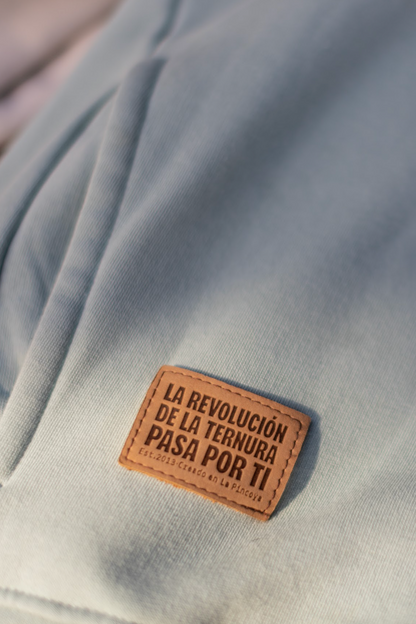 LA REVOLUCIÓN
DE LA TERNURA
PASA POR TI
Est.2013 Creado en La Pincoya